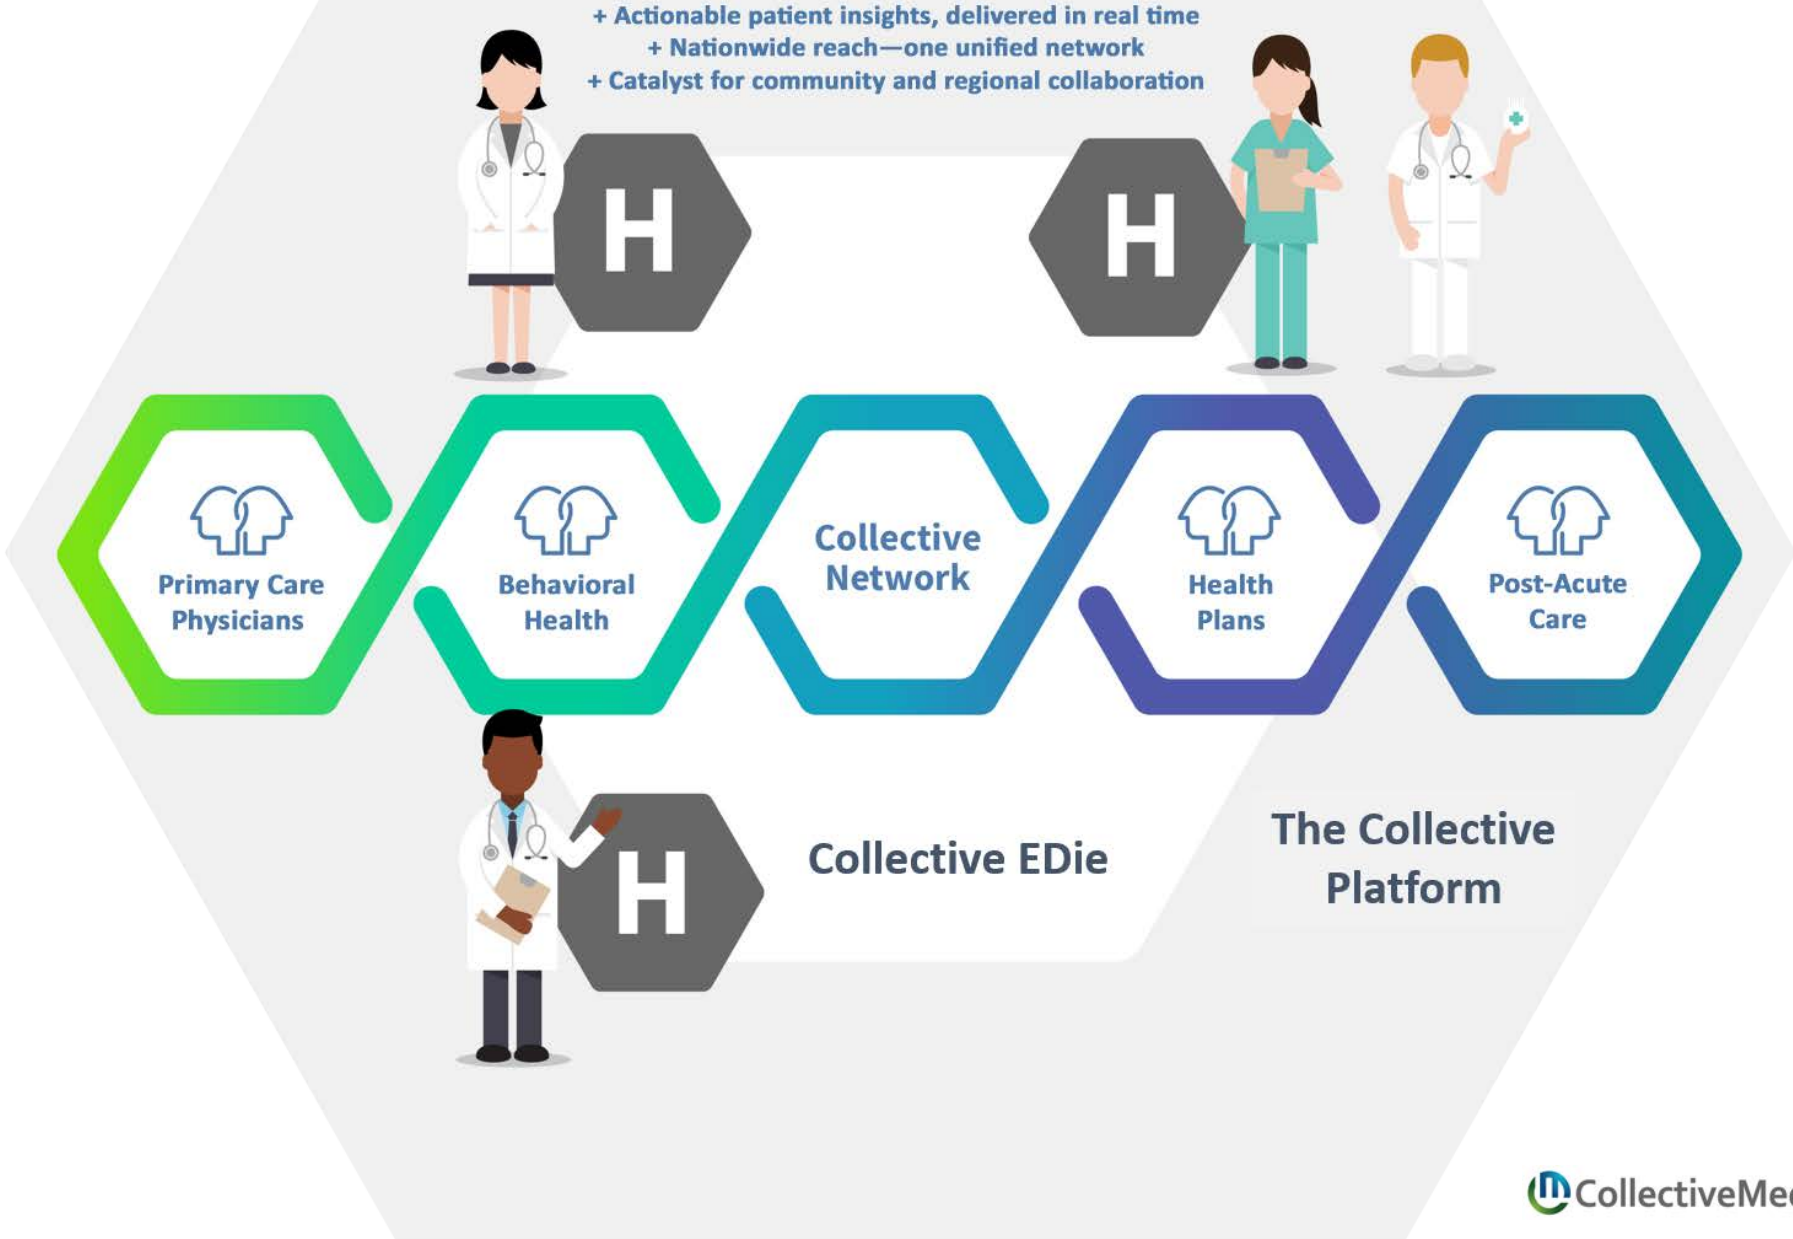 + Actionable patient insights, delivered in real time
+ Nationwide reach—one unified network
+ Catalyst for community and regional collaboration
H
H
Primary Care
Physicians
Behavioral
Health
Collective
Network
Health
Plans
Post-Acute
Care
H
Collective EDie
The Collective
Platform
CollectiveMe